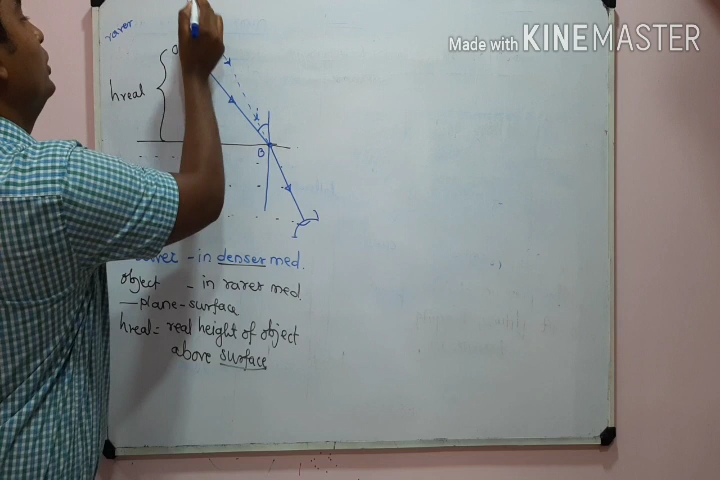 Made with KINEMASTER
rarer
O
hreal
B
- in denser med.
object - in rarer med.
- plane-surface
hreal = real height of object
above surface